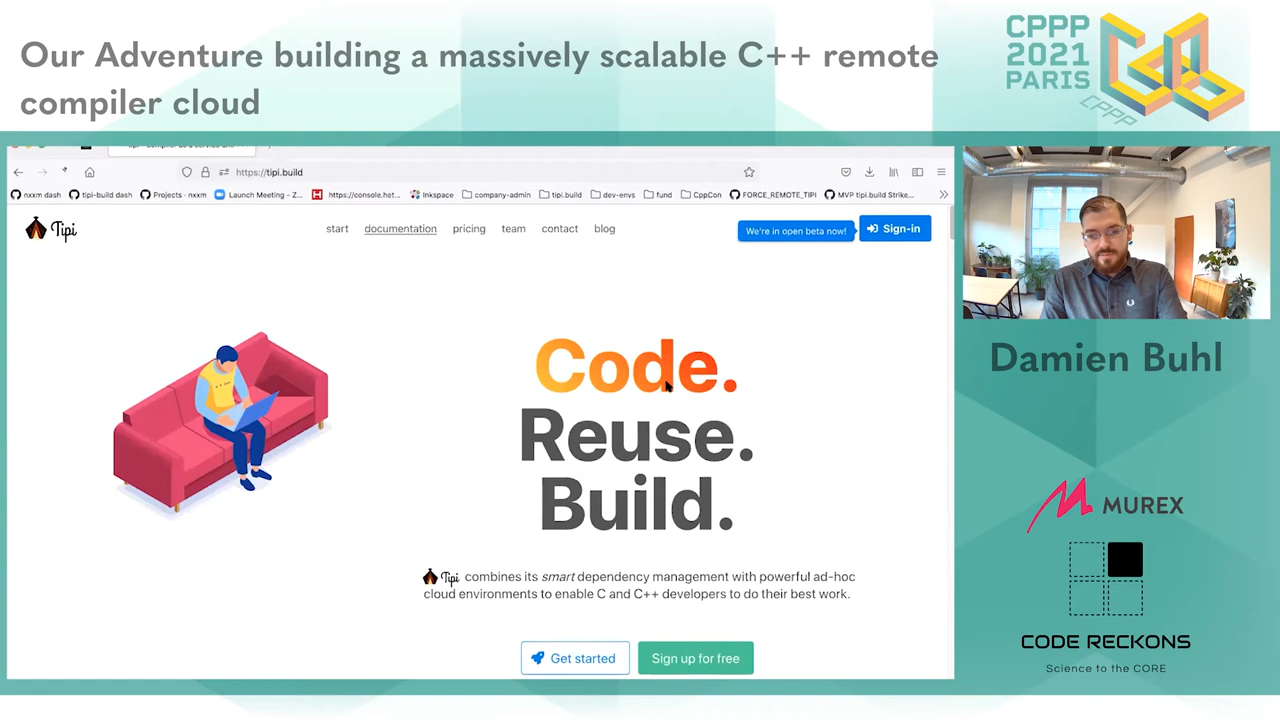 Our Adventure building a massively scalable C++ remote
compiler cloud
CPPP
2021
PARIS
CPPP
https://tipi.build
nxxm dash
tipi-build dash
Projects - nxxm
Launch Meeting - Z...
https://console.het...
Inkspace
company-admin
tipi.build
dev-envs
fund
CppCon
FORCE_REMOTE_TIPI
MVP tipi.build Strike...
Tipi
start
documentation
pricing
team
contact
blog
We're in open beta now!
Sign-in
Code.
Reuse.
Build.
Tipi combines its smart dependency management with powerful ad-hoc
cloud environments to enable C and C++ developers to do their best work.
Get started
Sign up for free
Damien Buhl
MUREX
CODE RECKONS
Science to the CORE